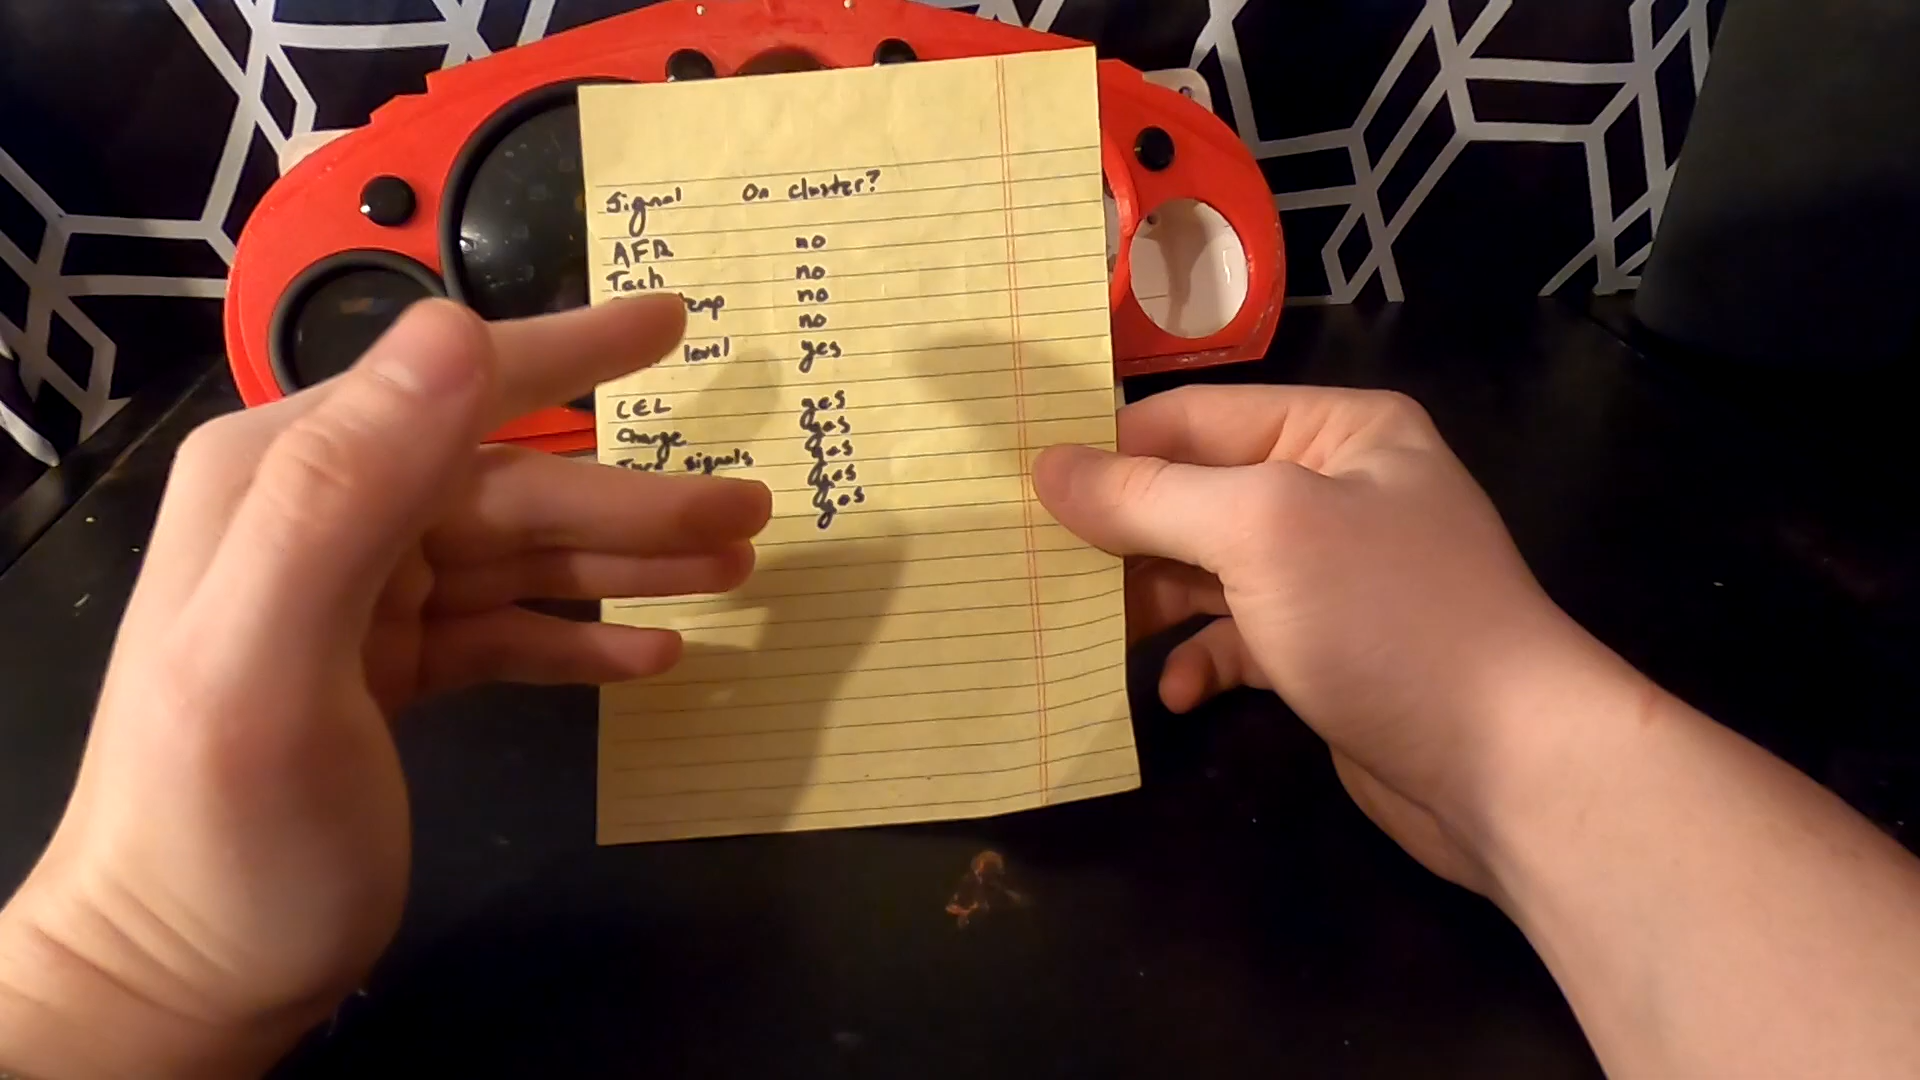 Signal On cluster?
AFR no
Tach no
no
no
level yes
CEL yes
Charge yes
signals yes
yes
yes